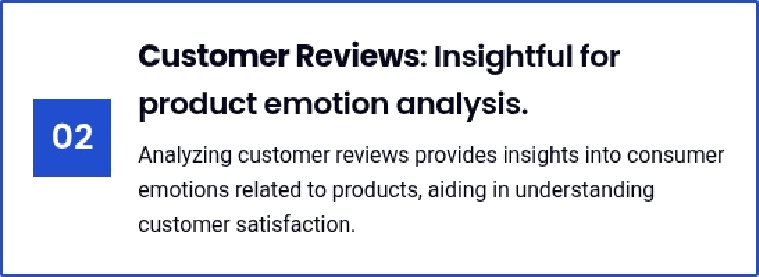 Customer Reviews: Insightful for
product emotion analysis.
02
Analyzing customer reviews provides insights into consumer
emotions related to products, aiding in understanding
customer satisfaction.